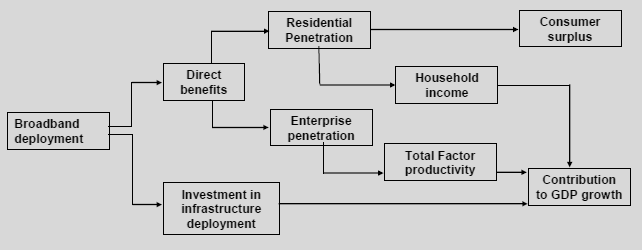 Residential
Penetration
Consumer
surplus
Direct
benefits
Household
income
Broadband
deployment
Enterprise
penetration
Total Factor
productivity
Contribution
to GDP growth
Investment in
infrastructure
deployment